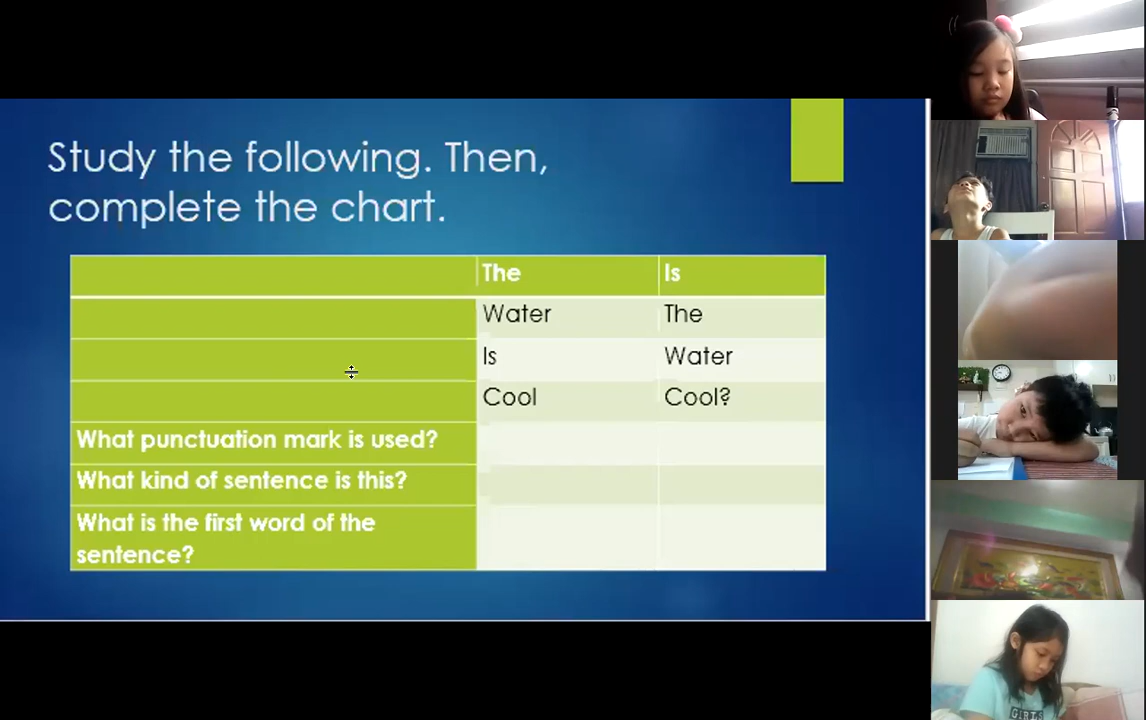 Study the following. Then,
complete the chart.
The Is
Water The
Is Water
Cool Cool?
What punctuation mark is used?
What kind of sentence is this?
What is the first word of the
sentence?
GIRLS